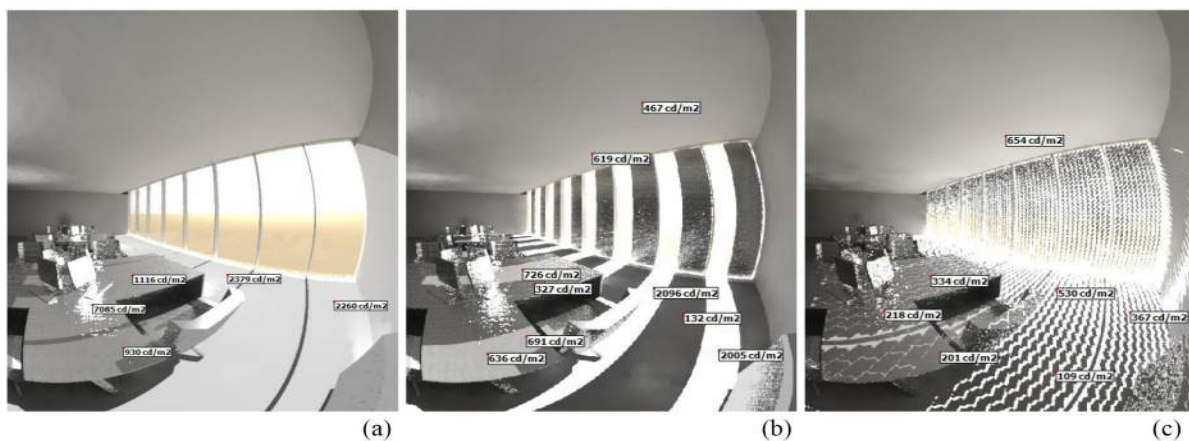 1116 cd/m2
2379 cd/m2
7085 cd/m2
2260 cd/m2
930 cd/m2
(a)
467 cd/m2
619 cd/m2
726 cd/m2
327 cd/m2
2096 cd/m2
132 cd/m2
691 cd/m2
636 cd/m2
2005 cd/m2
(b)
654 cd/m2
334 cd/m2
530 cd/m2
218 cd/m2
367 cd/m2
201 cd/m2
109 cd/m2
(c)